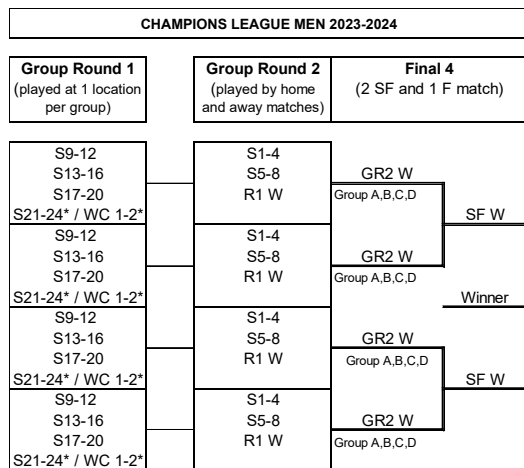 CHAMPIONS LEAGUE MEN 2023-2024
Group Round 1
(played at 1 location
per group)
Group Round 2
(played by home
and away matches)
Final 4
(2 SF and 1 F match)
S9-12
S13-16
S17-20
S21-24* / WC 1-2*
S1-4
S5-8
R1 W
GR2 W
Group A,B,C,D
SF W
S9-12
S13-16
S17-20
S21-24* / WC 1-2*
S1-4
S5-8
R1 W
GR2 W
Group A,B,C,D
Winner
S9-12
S13-16
S17-20
S21-24* / WC 1-2*
S1-4
S5-8
R1 W
GR2 W
Group A,B,C,D
SF W
S9-12
S13-16
S17-20
S21-24* / WC 1-2*
S1-4
S5-8
R1 W
GR2 W
Group A,B,C,D